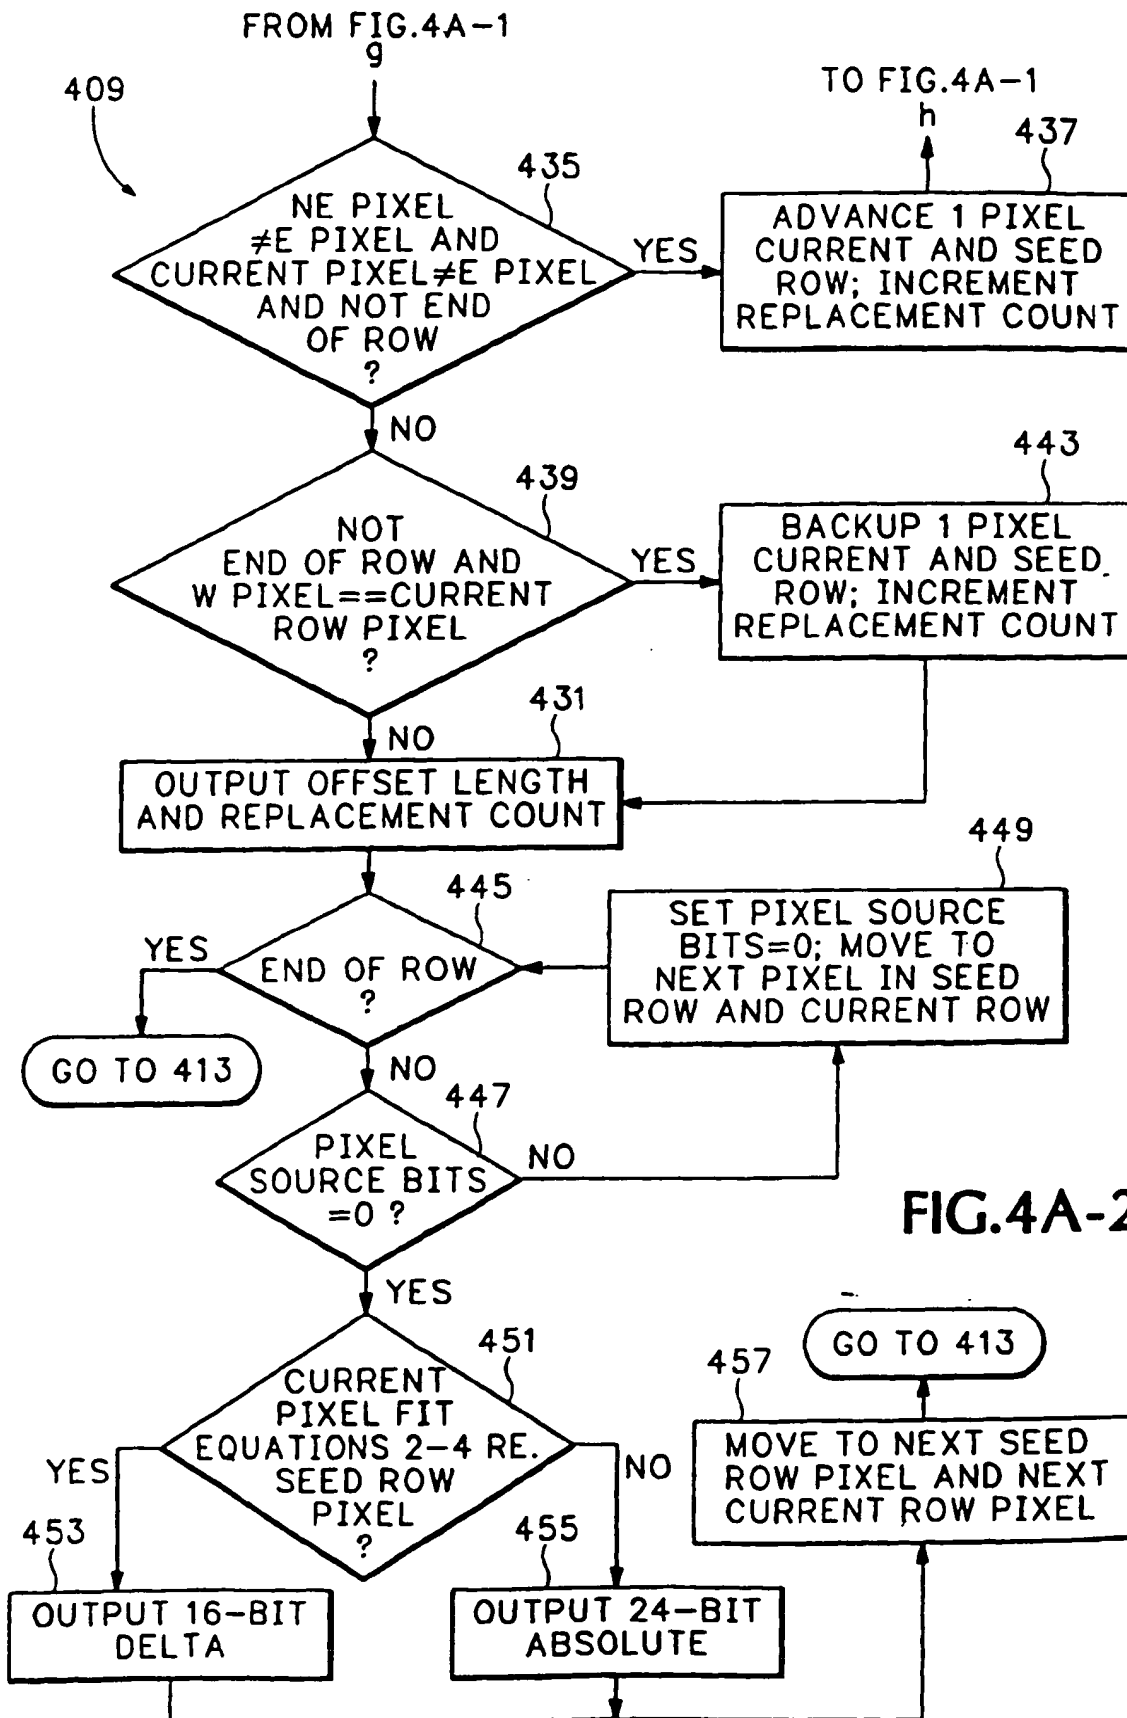 FROM FIG.4A-1
g
409
TO FIG.4A-1
h
437
435
NE PIXEL
≠E PIXEL AND
CURRENT PIXEL≠E PIXEL
AND NOT END
OF ROW
?
YES
ADVANCE 1 PIXEL
CURRENT AND SEED
ROW; INCREMENT
REPLACEMENT COUNT
NO
439
443
NOT
END OF ROW AND
W PIXEL==CURRENT
ROW PIXEL
?
YES
BACKUP 1 PIXEL
CURRENT AND SEED
ROW; INCREMENT
REPLACEMENT COUNT
NO
431
OUTPUT OFFSET LENGTH
AND REPLACEMENT COUNT
445
449
END OF ROW
?
YES
SET PIXEL SOURCE
BITS=0; MOVE TO
NEXT PIXEL IN SEED
ROW AND CURRENT ROW
GO TO 413
NO
447
PIXEL
SOURCE BITS
=0 ?
NO
FIG.4A-2
YES
451
CURRENT
PIXEL FIT
EQUATIONS 2-4 RE.
SEED ROW
PIXEL
?
YES
NO
GO TO 413
457
MOVE TO NEXT SEED
ROW PIXEL AND NEXT
CURRENT ROW PIXEL
453
OUTPUT 16-BIT
DELTA
455
OUTPUT 24-BIT
ABSOLUTE